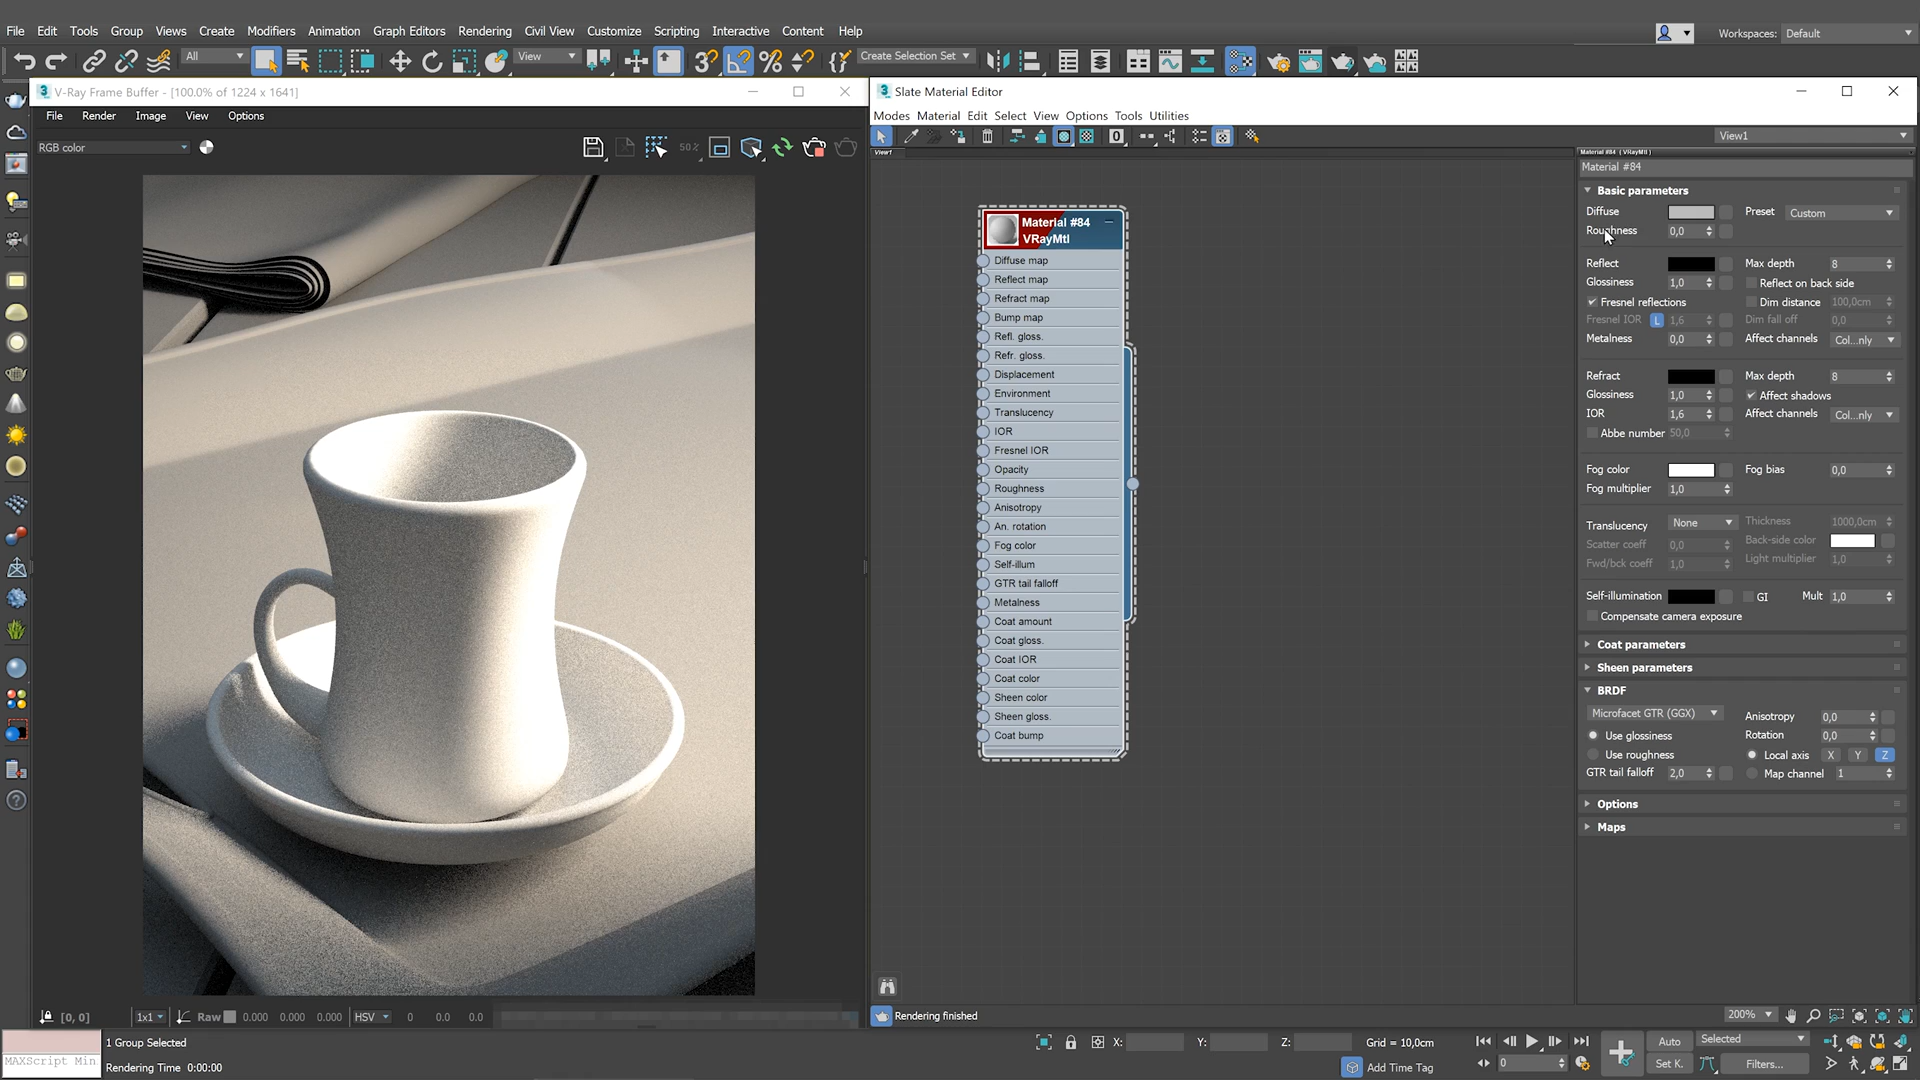 File Edit Tools Group Views Create Modifiers Animation Graph Editors Rendering Civil View Customize Scripting Interactive Content Help
Workspaces: Default
All View Create Selection Set
V-Ray Frame Buffer - [100.0% of 1224 x 1641]
File Render Image View Options
RGB color
50%
[0, 0] 1x1 Raw 0.000 0.000 0.000 HSV 0 0.0 0.0
Slate Material Editor
Modes Material Edit Select View Options Tools Utilities
View1
View1
Material #84
VRayMtl
Diffuse map
Reflect map
Refract map
Bump map
Refl. gloss.
Refr. gloss.
Displacement
Environment
Translucency
IOR
Fresnel IOR
Opacity
Roughness
Anisotropy
An. rotation
Fog color
Self-illum
GTR tail falloff
Metalness
Coat amount
Coat gloss.
Coat IOR
Coat color
Sheen color
Sheen gloss.
Coat bump
Material #84 ( VRayMtl )
Material #84
Basic parameters
Diffuse Preset Custom
Roughness 0,0
Reflect Max depth 8
Glossiness 1,0 Reflect on back side
Fresnel reflections Dim distance 100,0cm
Fresnel IOR L 1,6 Dim fall off 0,0
Metalness 0,0 Affect channels Col...nly
Refract Max depth 8
Glossiness 1,0 Affect shadows
IOR 1,6 Affect channels Col...nly
Abbe number 50,0
Fog color Fog bias 0,0
Fog multiplier 1,0
Translucency None Thickness 1000,0cm
Scatter coeff 0,0 Back-side color
Fwd/bck coeff 1,0 Light multiplier 1,0
Self-illumination GI Mult 1,0
Compensate camera exposure
Coat parameters
Sheen parameters
BRDF
Microfacet GTR (GGX) Anisotropy 0,0
Use glossiness Rotation 0,0
Use roughness Local axis X Y Z
GTR tail falloff 2,0 Map channel 1
Options
Maps
Rendering finished
200%
1 Group Selected
MAXScript Min
Rendering Time 0:00:00
X: Y: Z: Grid = 10,0cm
Add Time Tag
0
Auto Selected
Set K. Filters...